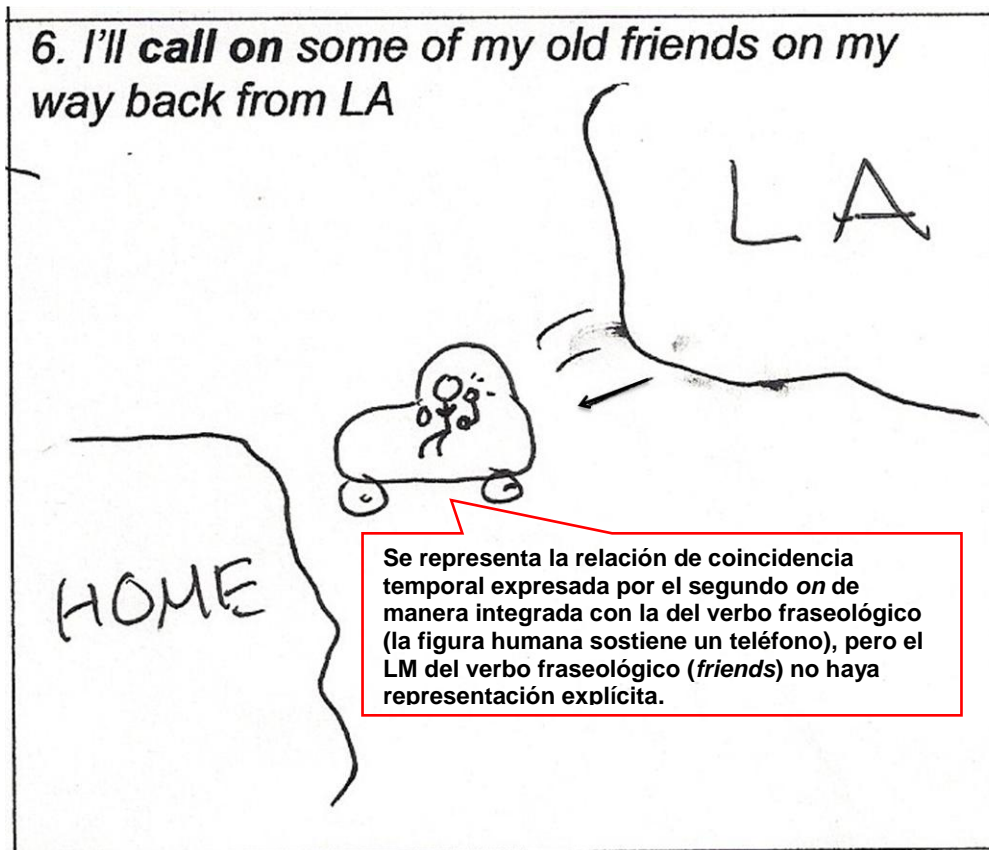 6. I'll call on some of my old friends on my
way back from LA
LA
HOME
Se representa la relación de coincidencia
temporal expresada por el segundo on de
manera integrada con la del verbo fraseológico
(la figura humana sostiene un teléfono), pero el
LM del verbo fraseológico (friends) no haya
representación explícita.